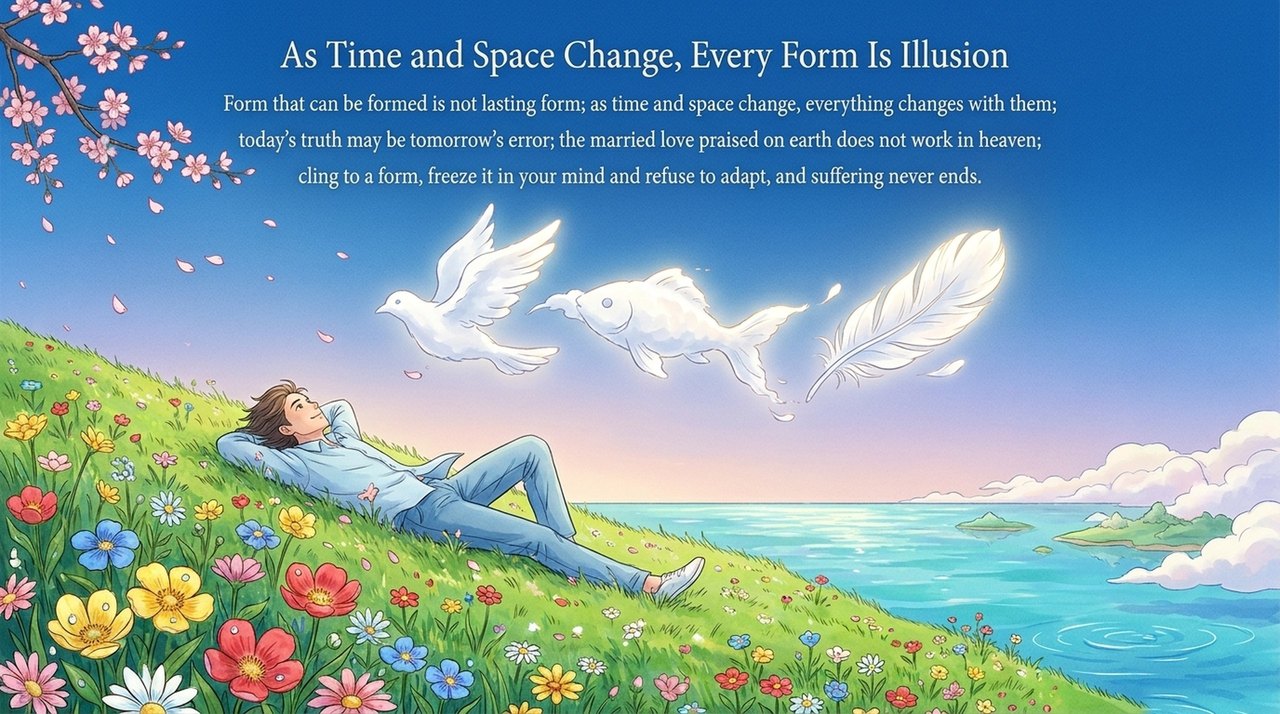 As Time and Space Change, Every Form Is Illusion
Form that can be formed is not lasting form; as time and space change, everything changes with them;
today's truth may be tomorrow's error; the married love praised on earth does not work in heaven;
cling to a form, freeze it in your mind and refuse to adapt, and suffering never ends.